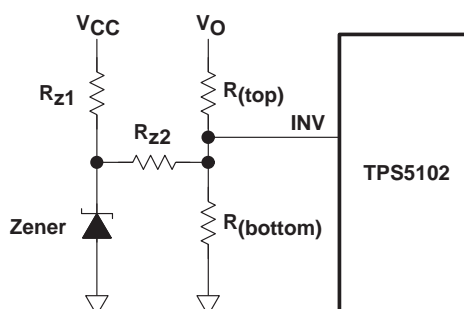 VCC
VO
Rz1
R(top)
Rz2
INV
TPS5102
Zener
R(bottom)